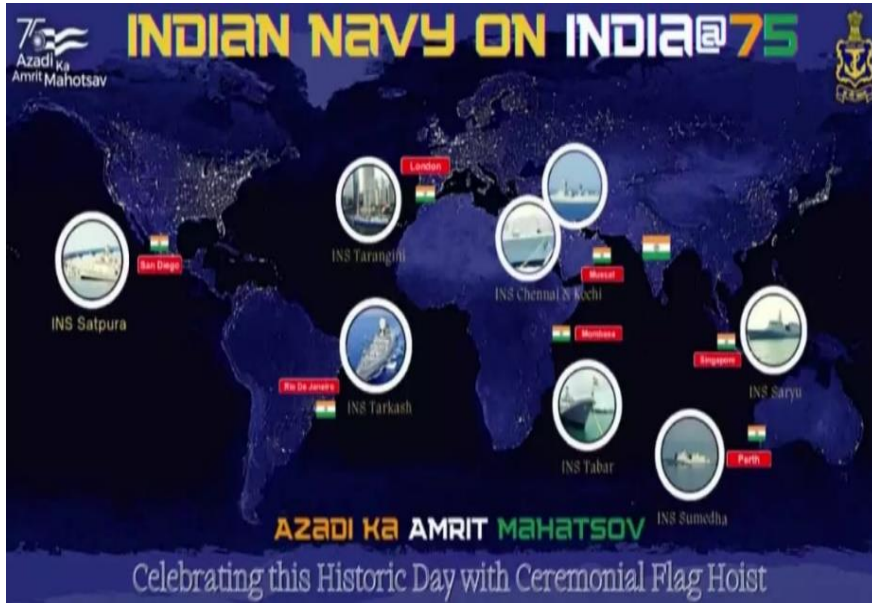 75
Azadi Ka
Amrit Mahotsav
INDIAN NAVY ON INDIA@75
London
INS Tarangini
San Diego
INS Satpura
Muscat
INS Chennai & Kochi
Mombasa
Singapore
INS Saryu
Rio De Janeiro
INS Tarkash
INS Tabar
Perth
INS Sumedha
AZADI KA AMRIT MAHATSOV
Celebrating this Historic Day with Ceremonial Flag Hoist